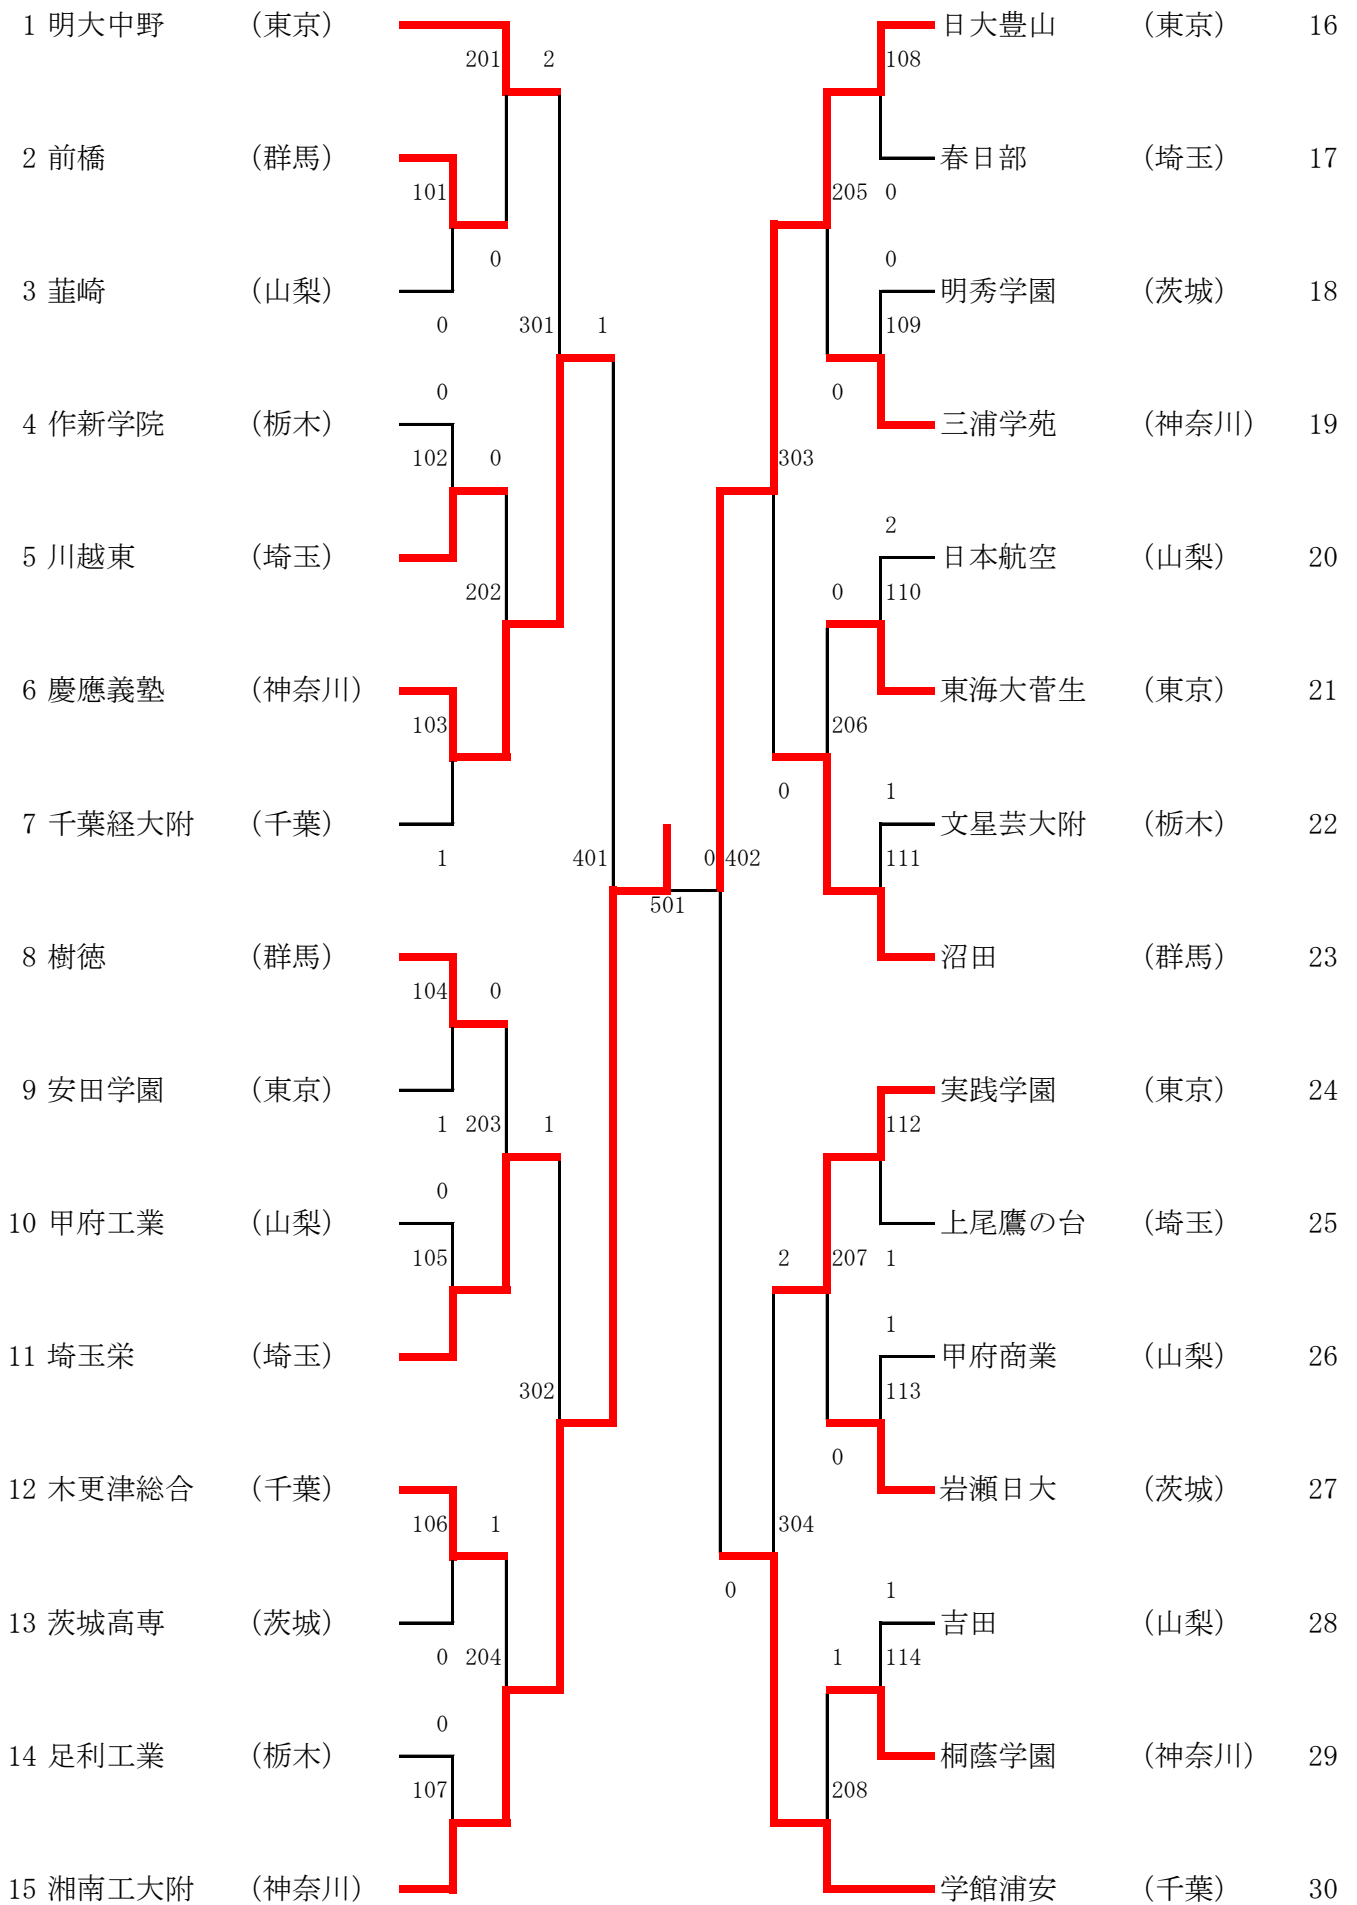 1 明大中野 (東京) 日大豊山 (東京) 16
201 2 108
2 前橋 (群馬) 春日部 (埼玉) 17
101 205 0
0 0
3 韮崎 (山梨) 明秀学園 (茨城) 18
0 301 1 109
0 0
4 作新学院 (栃木) 三浦学苑 (神奈川) 19
102 0 303
2
5 川越東 (埼玉) 日本航空 (山梨) 20
202 0 110
6 慶應義塾 (神奈川) 東海大菅生 (東京) 21
103 206
0 1
7 千葉経大附 (千葉) 文星芸大附 (栃木) 22
1 401 0 402 111
501
8 樹徳 (群馬) 沼田 (群馬) 23
104 0
9 安田学園 (東京) 実践学園 (東京) 24
1 203 1 112
0
10 甲府工業 (山梨) 上尾鷹の台 (埼玉) 25
105 2 207 1
1
11 埼玉栄 (埼玉) 甲府商業 (山梨) 26
302 113
0
12 木更津総合 (千葉) 岩瀬日大 (茨城) 27
106 1 304
0 1
13 茨城高専 (茨城) 吉田 (山梨) 28
0 204 1 114
0
14 足利工業 (栃木) 桐蔭学園 (神奈川) 29
107 208
15 湘南工大附 (神奈川) 学館浦安 (千葉) 30